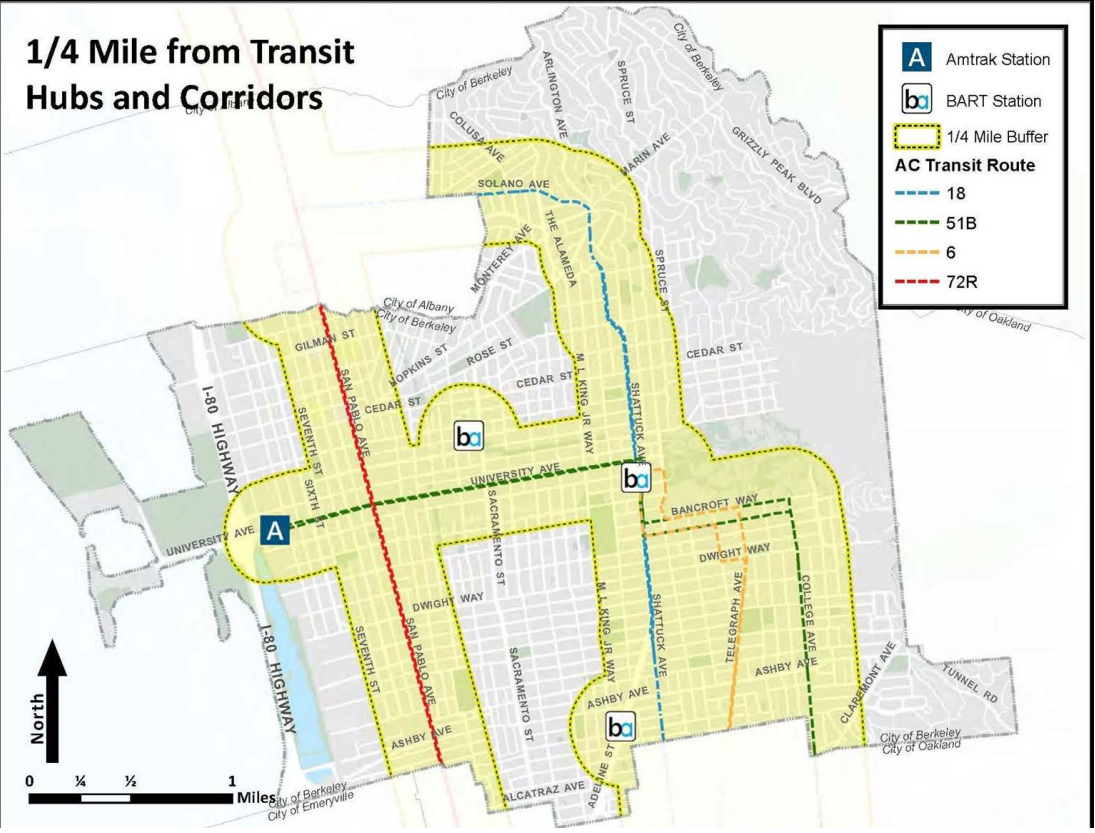 1/4 Mile from Transit
Hubs and Corridors
A
Amtrak Station
ba
BART Station
1/4 Mile Buffer
AC Transit Route
18
51B
6
72R
City of Berkeley
City of Berkeley
ARLINGTON AVE
SPRUCE ST
COLUSA AVE
MARIN AVE
GRIZZLY PEAK BLVD
SOLANO AVE
THE ALAMEDA
MONTEREY AVE
SPRUCE ST
City of Albany
City of Berkeley
City of Oakland
GILMAN ST
HOPKINS ST
ROSE ST
CEDAR ST
CEDAR ST
CEDAR ST
I-80 HIGHWAY
SAN PABLO AVE
M L KING JR WAY
SHATTUCK AVE
SEVENTH ST
ba
UNIVERSITY AVE
ba
SIXTH ST
SACRAMENTO ST
BANCROFT WAY
A
UNIVERSITY AVE
DWIGHT WAY
DWIGHT WAY
M L KING JR WAY
SHATTUCK AVE
TELEGRAPH AVE
COLLEGE AVE
I-80 HIGHWAY
SEVENTH ST
SAN PABLO AVE
SACRAMENTO ST
ASHBY AVE
ASHBY AVE
CLAREMONT AVE
TUNNEL RD
ASHBY AVE
ba
ADELINE ST
City of Berkeley
City of Oakland
ALCATRAZ AVE
North
0 ¼ ½ 1
Miles
City of Berkeley
City of Emeryville